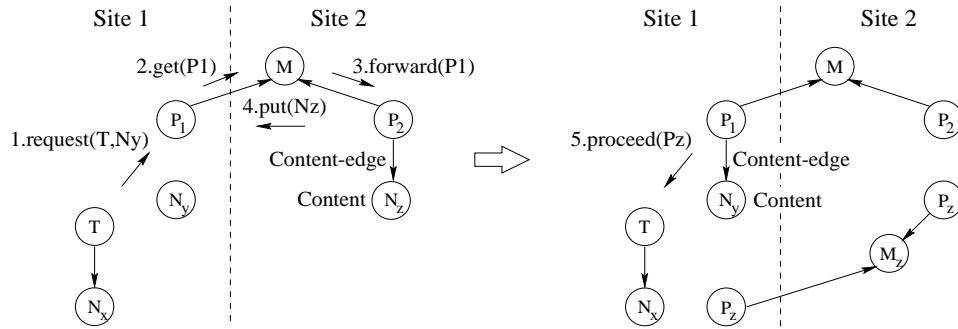 Site 1
Site 2
2.get(P1)
M
3.forward(P1)
4.put(Nz)
P1
P2
1.request(T,Ny)
Content-edge
Ny
Content
Nz
T
Nx
Site 1
Site 2
M
P1
P2
5.proceed(Pz)
Content-edge
Ny
Content
Pz
T
Mz
Nx
Pz